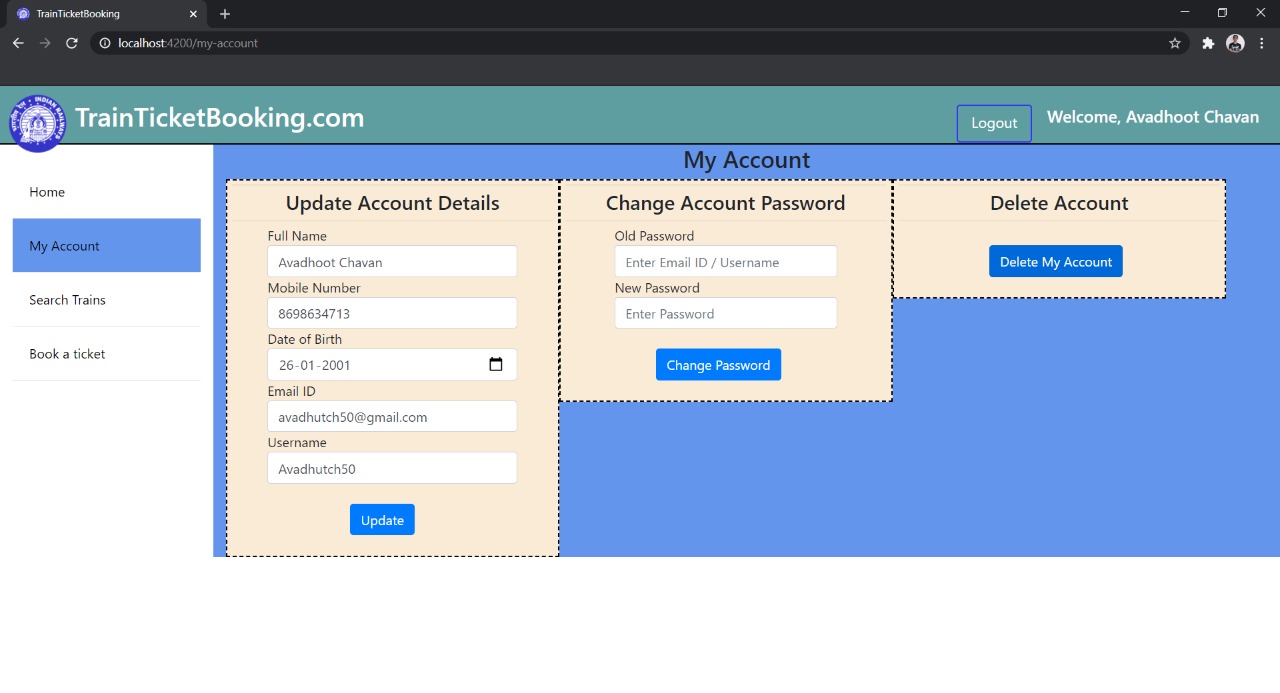 TrainTicketBooking
localhost:4200/my-account
INDIAN RAILWAYS
TrainTicketBooking.com
Logout
Welcome, Avadhoot Chavan
Home
My Account
Search Trains
Book a ticket
My Account
Update Account Details
Full Name
Avadhoot Chavan
Mobile Number
8698634713
Date of Birth
26-01-2001
Email ID
avadhutch50@gmail.com
Username
Avadhutch50
Update
Change Account Password
Old Password
Enter Email ID / Username
New Password
Enter Password
Change Password
Delete Account
Delete My Account